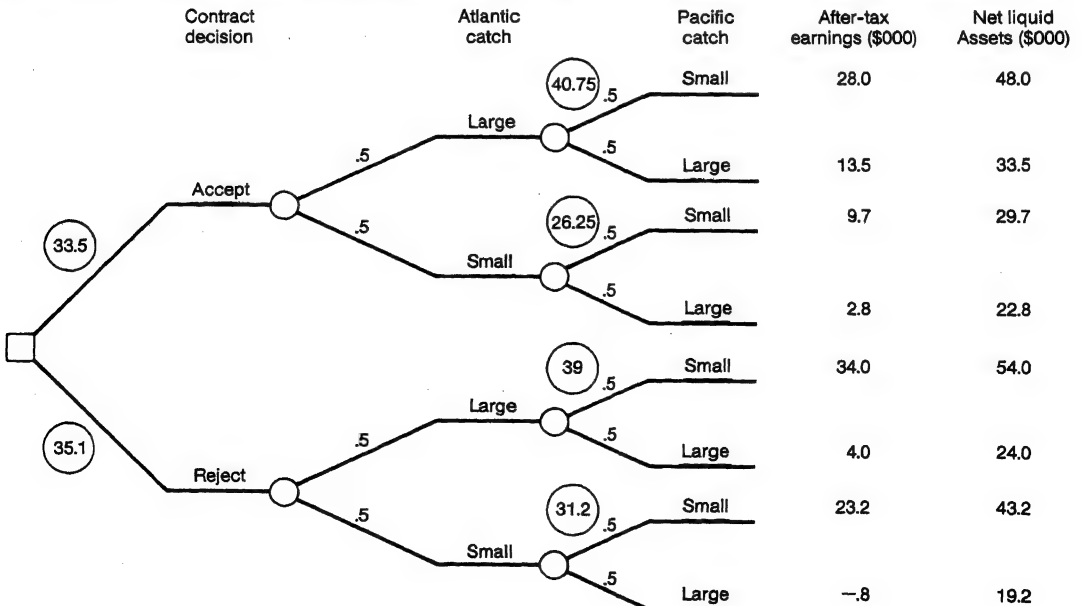 Contract decision
Atlantic catch
Pacific catch
After-tax earnings ($000)
Net liquid Assets ($000)
40.75
.5
Small
28.0
48.0
Large
.5
.5
Large
13.5
33.5
Accept
.5
26.25
.5
Small
9.7
29.7
33.5
Small
.5
Large
2.8
22.8
39
.5
Small
34.0
54.0
Large
35.1
.5
.5
Large
4.0
24.0
Reject
.5
31.2
.5
Small
23.2
43.2
Small
.5
Large
—.8
19.2